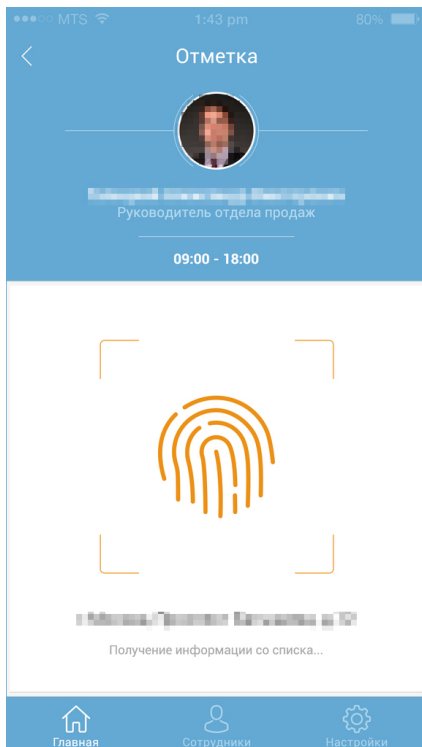 MTS 1:43 pm 80%
Отметка
Руководитель отдела продаж
09:00 - 18:00
Получение информации со списка...
Главная Сотрудники Настройки